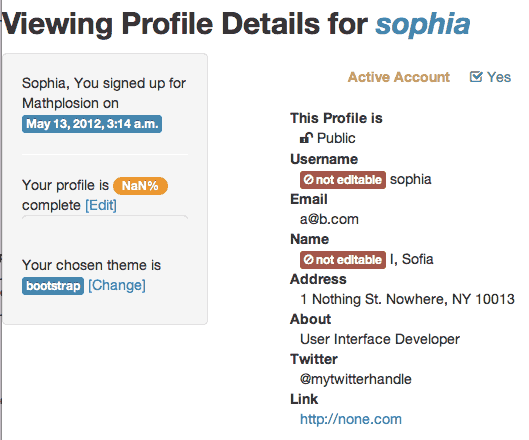 Viewing Profile Details for sophia
Sophia, You signed up for
Mathplosion on
May 13, 2012, 3:14 a.m.
Your profile is NaN%
complete [Edit]
Your chosen theme is
bootstrap [Change]
Active Account Yes
This Profile is
Public
Username
not editable sophia
Email
a@b.com
Name
not editable I, Sofia
Address
1 Nothing St. Nowhere, NY 10013
About
User Interface Developer
Twitter
@mytwitterhandle
Link
http://none.com